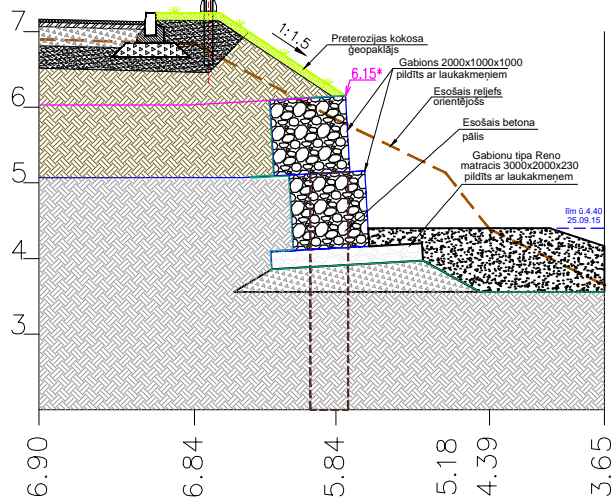 7
1:1,5
Preterozijas kokosa
ģeopaklājs
Gabions 2000x1000x1000
pildīts ar laukakmeņiem
6.15*
Esošais reljefs
orientējošs
6
Esošais betona
pālis
Gabionu tipa Reno
matracis 3000x2000x230
pildīts ar laukakmeņiem
5
līm ū.4.40
25.09.15
4
3
6.90
6.84
5.84
5.18
4.39
3.65